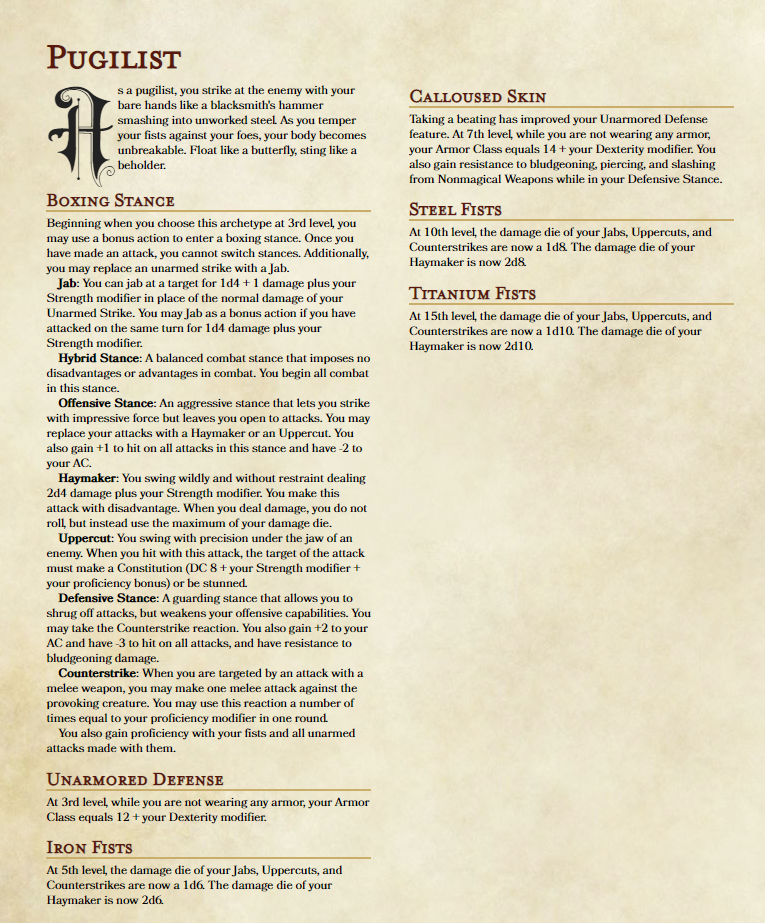 Pugilist
As a pugilist, you strike at the enemy with your
bare hands like a blacksmith's hammer
smashing into unworked steel. As you temper
your fists against your foes, your body becomes
unbreakable. Float like a butterfly, sting like a
beholder.
Boxing Stance
Beginning when you choose this archetype at 3rd level, you
may use a bonus action to enter a boxing stance. Once you
have made an attack, you cannot switch stances. Additionally,
you may replace an unarmed strike with a Jab.
Jab: You can jab at a target for 1d4 + 1 damage plus your
Strength modifier in place of the normal damage of your
Unarmed Strike. You may Jab as a bonus action if you have
attacked on the same turn for 1d4 damage plus your
Strength modifier.
Hybrid Stance: A balanced combat stance that imposes no
disadvantages or advantages in combat. You begin all combat
in this stance.
Offensive Stance: An aggressive stance that lets you strike
with impressive force but leaves you open to attacks. You may
replace your attacks with a Haymaker or an Uppercut. You
also gain +1 to hit on all attacks in this stance and have -2 to
your AC.
Haymaker: You swing wildly and without restraint dealing
2d4 damage plus your Strength modifier. You make this
attack with disadvantage. When you deal damage, you do not
roll, but instead use the maximum of your damage die.
Uppercut: You swing with precision under the jaw of an
enemy. When you hit with this attack, the target of the attack
must make a Constitution (DC 8 + your Strength modifier +
your proficiency bonus) or be stunned.
Defensive Stance: A guarding stance that allows you to
shrug off attacks, but weakens your offensive capabilities. You
may take the Counterstrike reaction. You also gain +2 to your
AC and have -3 to hit on all attacks, and have resistance to
bludgeoning damage.
Counterstrike: When you are targeted by an attack with a
melee weapon, you may make one melee attack against the
provoking creature. You may use this reaction a number of
times equal to your proficiency modifier in one round.
You also gain proficiency with your fists and all unarmed
attacks made with them.
Unarmored Defense
At 3rd level, while you are not wearing any armor, your Armor
Class equals 12 + your Dexterity modifier.
Iron Fists
At 5th level, the damage die of your Jabs, Uppercuts, and
Counterstrikes are now a 1d6. The damage die of your
Haymaker is now 2d6.
Calloused Skin
Taking a beating has improved your Unarmored Defense
feature. At 7th level, while you are not wearing any armor,
your Armor Class equals 14 + your Dexterity modifier. You
also gain resistance to bludgeoning, piercing, and slashing
from Nonmagical Weapons while in your Defensive Stance.
Steel Fists
At 10th level, the damage die of your Jabs, Uppercuts, and
Counterstrikes are now a 1d8. The damage die of your
Haymaker is now 2d8.
Titanium Fists
At 15th level, the damage die of your Jabs, Uppercuts, and
Counterstrikes are now a 1d10. The damage die of your
Haymaker is now 2d10.